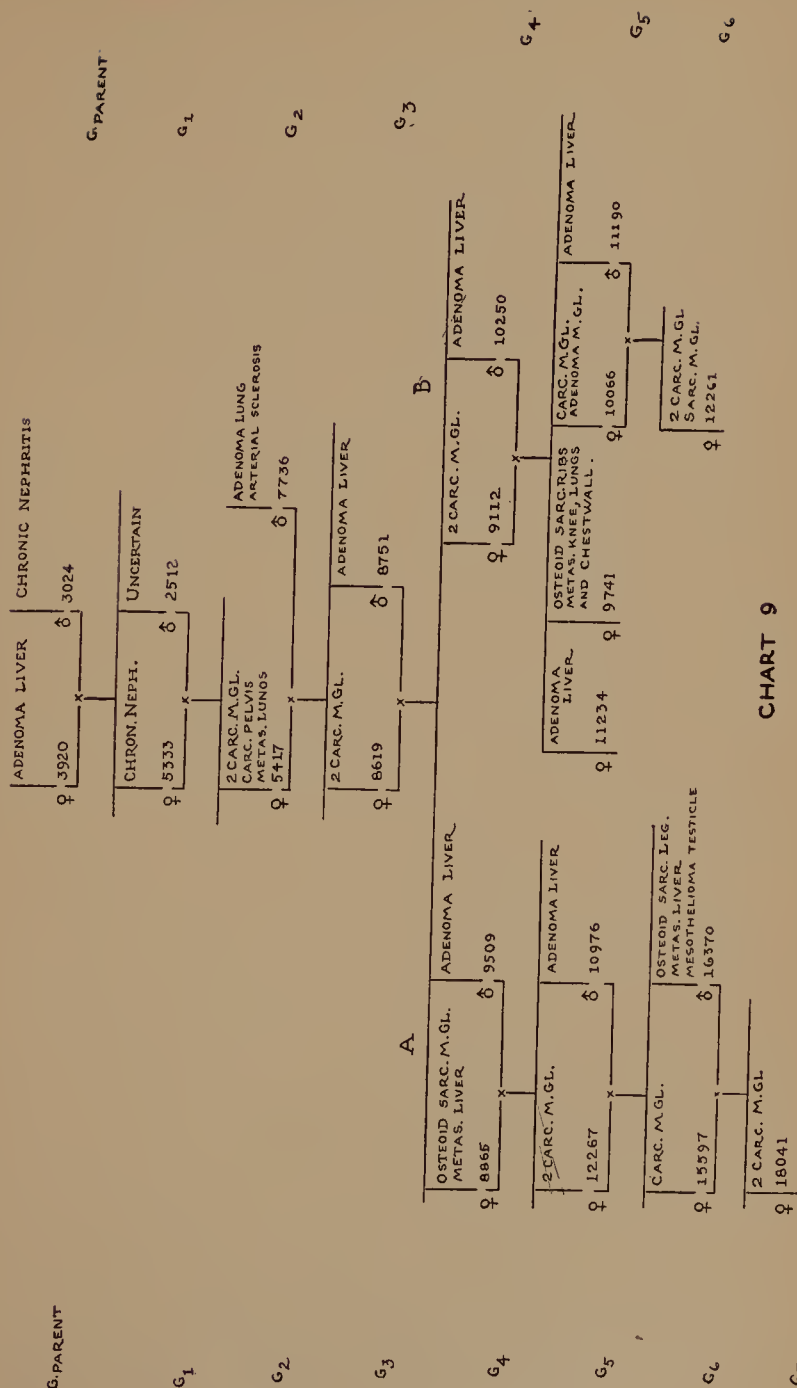 G. PARENT
ADENOMA LIVER
CHRONIC NEPHRITIS
G. PARENT
♀ 3920
♂ 3024
x
G1
CHRON. NEPH.
UNCERTAIN
G1
♀ 5333
♂ 2512
x
G2
2 CARC. M. GL.
CARC. PELVIS
METAS. LUNOS
ADENOMA LUNG
ARTERIAL SCLEROSIS
G2
♀ 5417
♂ 7736
x
G3
2 CARC. M. GL.
ADENOMA LIVER
G3
♀ 8619
♂ 8751
x
A
B
G4
OSTEOID SARC. M. GL.
METAS. LIVER
ADENOMA LIVER
♀ 8865
♂ 9509
x
2 CARC. M. GL.
ADENOMA LIVER
G4
♀ 9112
♂ 10250
x
G5
2 CARC. M. GL.
ADENOMA LIVER
♀ 12267
♂ 10976
x
ADENOMA
LIVER
♀ 11234
OSTEOID SARC. RIBS
METAS. KNEE, LUNGS
AND CHESTWALL.
♀ 9741
CARC. M. GL.
ADENOMA M. GL.
ADENOMA LIVER
G5
♀ 10066
♂ 11190
x
G6
CARC. M. GL.
OSTEOID SARC. LEG.
METAS. LIVER
MESOTHELIOMA TESTICLE
♀ 15597
♂ 16370
x
2 CARC. M. GL
SARC. M. GL.
G6
♀ 12261
2 CARC. M. GL
♀ 18041
CHART 9